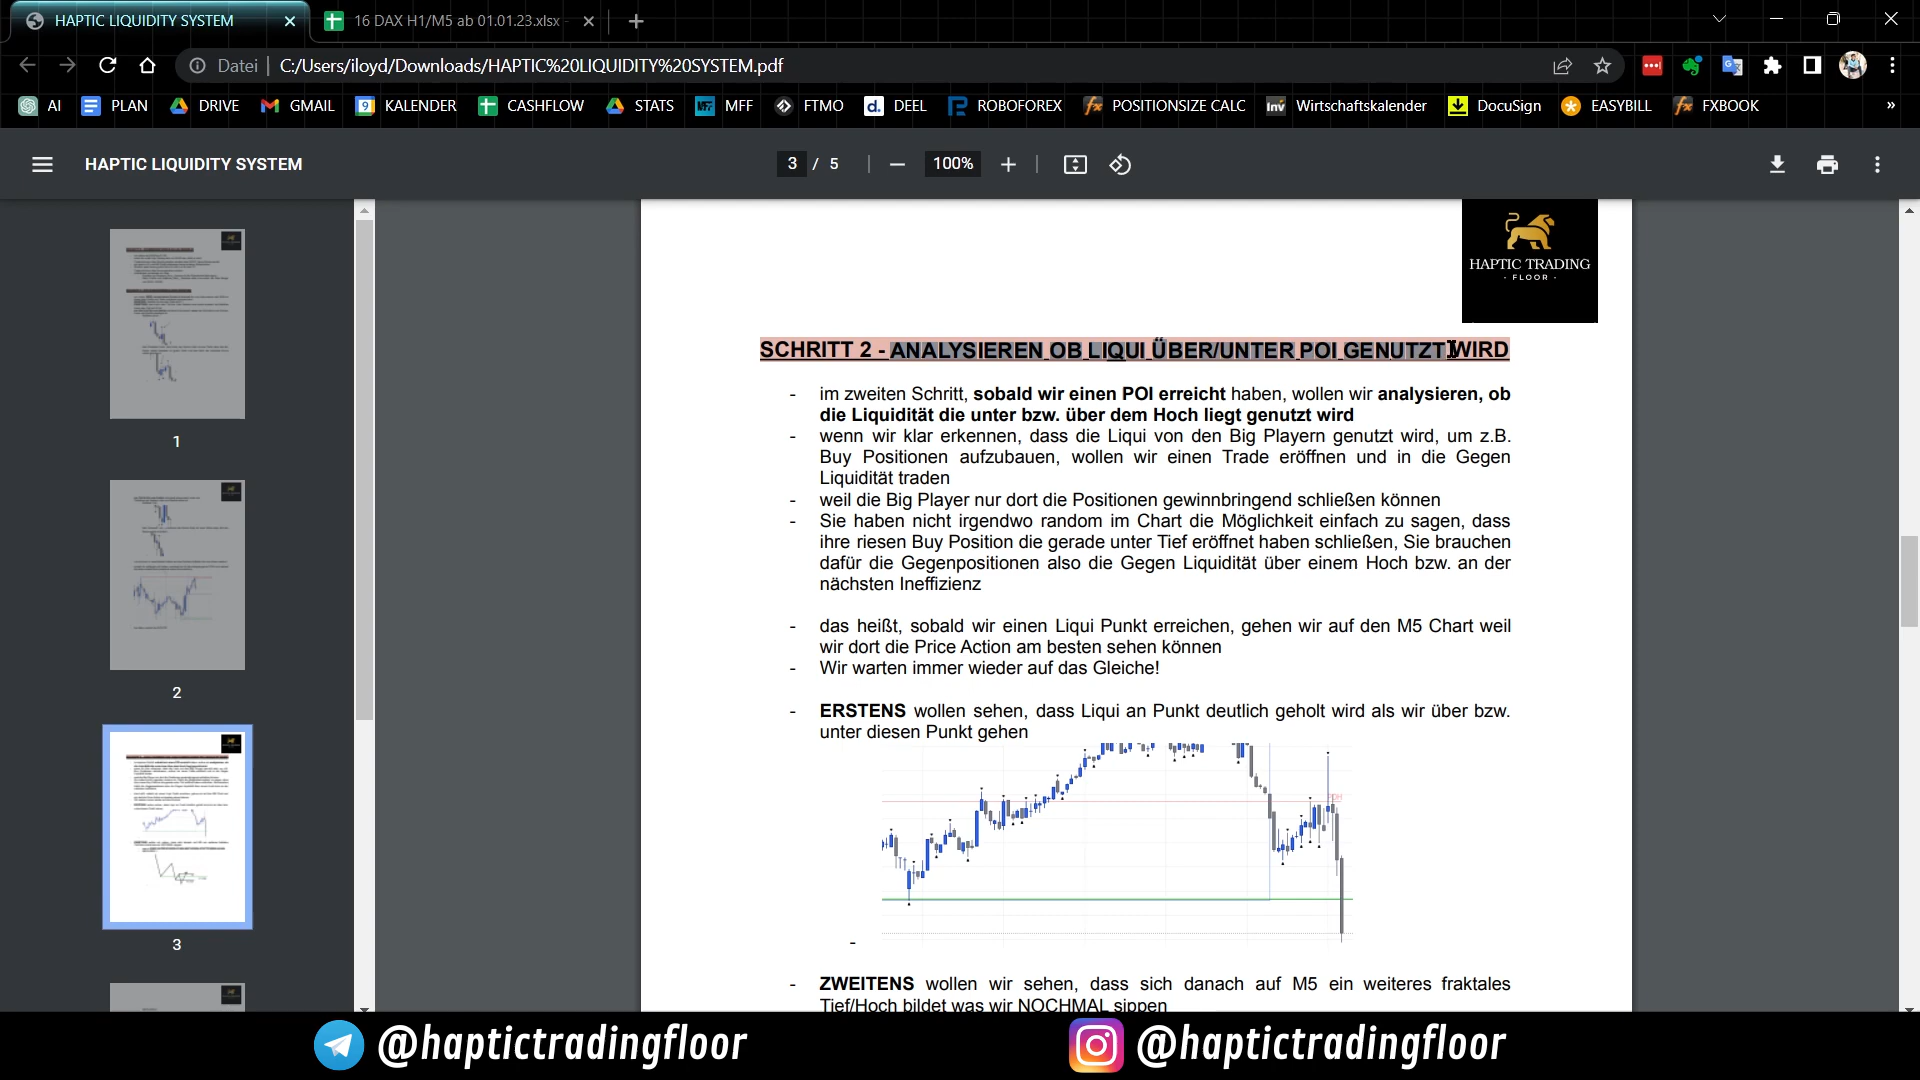 HAPTIC LIQUIDITY SYSTEM
16 DAX H1/M5 ab 01.01.23.xlsx -
Datei
C:/Users/iloyd/Downloads/HAPTIC%20LIQUIDITY%20SYSTEM.pdf
AI PLAN DRIVE GMAIL KALENDER CASHFLOW STATS MFF FTMO DEEL ROBOFOREX POSITIONSIZE CALC Wirtschaftskalender DocuSign EASYBILL FXBOOK »
HAPTIC LIQUIDITY SYSTEM
3 / 5
100%
1
2
3
HAPTIC TRADING
- FLOOR -
SCHRITT 2 - ANALYSIEREN OB LIQUI ÜBER/UNTER POI GENUTZT WIRD
- im zweiten Schritt, sobald wir einen POI erreicht haben, wollen wir analysieren, ob
die Liquidität die unter bzw. über dem Hoch liegt genutzt wird
- wenn wir klar erkennen, dass die Liqui von den Big Playern genutzt wird, um z.B.
Buy Positionen aufzubauen, wollen wir einen Trade eröffnen und in die Gegen
Liquidität traden
- weil die Big Player nur dort die Positionen gewinnbringend schließen können
- Sie haben nicht irgendwo random im Chart die Möglichkeit einfach zu sagen, dass
ihre riesen Buy Position die gerade unter Tief eröffnet haben schließen, Sie brauchen
dafür die Gegenpositionen also die Gegen Liquidität über einem Hoch bzw. an der
nächsten Ineffizienz
- das heißt, sobald wir einen Liqui Punkt erreichen, gehen wir auf den M5 Chart weil
wir dort die Price Action am besten sehen können
- Wir warten immer wieder auf das Gleiche!
- ERSTENS wollen sehen, dass Liqui an Punkt deutlich geholt wird als wir über bzw.
unter diesen Punkt gehen
-
- ZWEITENS wollen wir sehen, dass sich danach auf M5 ein weiteres fraktales
Tief/Hoch bildet was wir NOCHMAL sippen
@haptictradingfloor
@haptictradingfloor